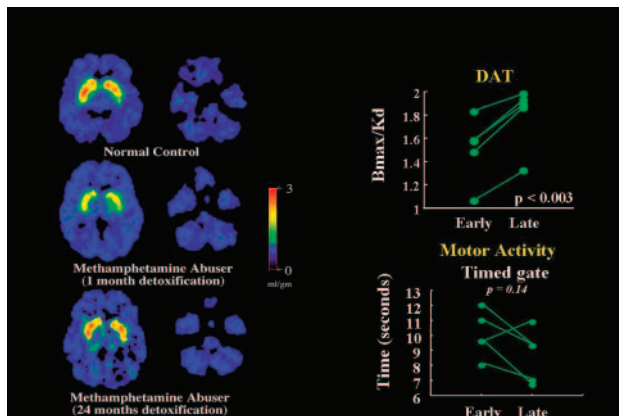 Normal Control
Methamphetamine Abuser
(1 month detoxification)
Methamphetamine Abuser
(24 months detoxification)
3
0
ml/gm
DAT
Bmax/Kd
2
1.8
1.6
1.4
1.2
1
p < 0.003
Early Late
Motor Activity
Timed gate
p = 0.14
Time (seconds)
13
12
11
10
9
8
7
6
Early Late